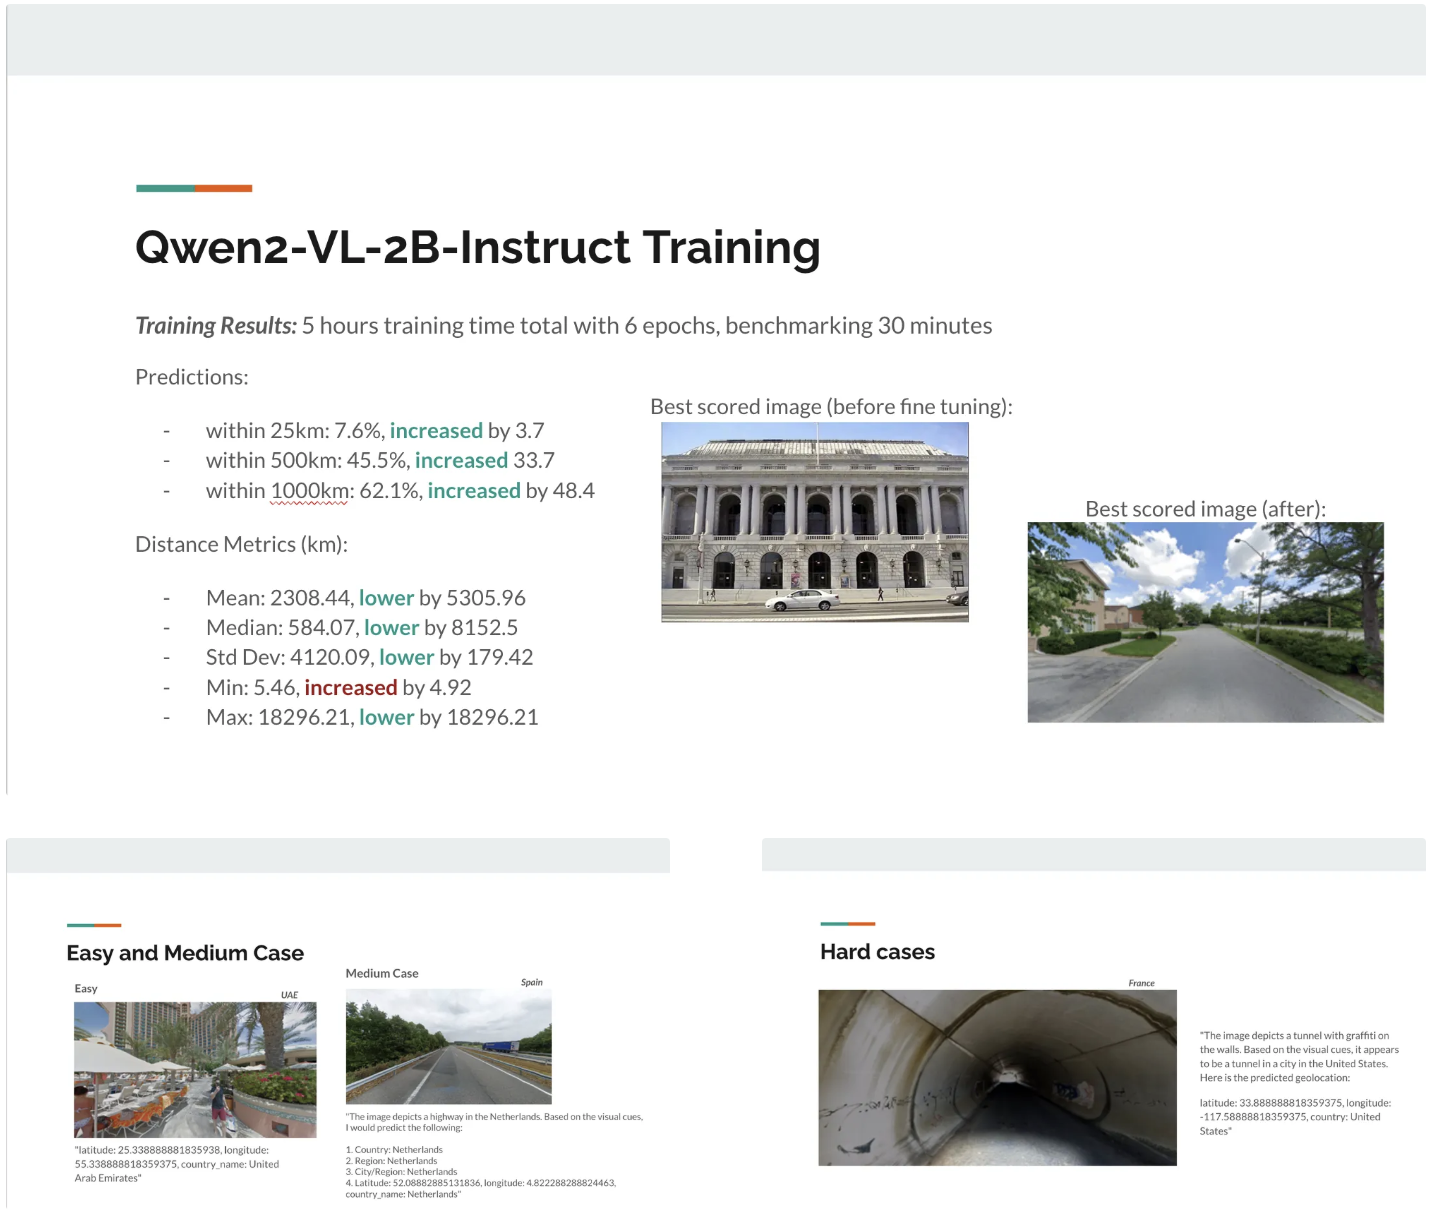 Qwen2-VL-2B-Instruct Training
Training Results: 5 hours training time total with 6 epochs, benchmarking 30 minutes
Predictions:
- within 25km: 7.6%, increased by 3.7
- within 500km: 45.5%, increased 33.7
- within 1000km: 62.1%, increased by 48.4
Distance Metrics (km):
- Mean: 2308.44, lower by 5305.96
- Median: 584.07, lower by 8152.5
- Std Dev: 4120.09, lower by 179.42
- Min: 5.46, increased by 4.92
- Max: 18296.21, lower by 18296.21
Best scored image (before fine tuning):
Best scored image (after):
Easy and Medium Case
Easy
UAE
"latitude: 25.338888881835938, longitude:
55.338888818359375, country_name: United
Arab Emirates"
Medium Case
Spain
"The image depicts a highway in the Netherlands. Based on the visual cues,
I would predict the following:
1. Country: Netherlands
2. Region: Netherlands
3. City/Region: Netherlands
4. Latitude: 52.08882885131836, longitude: 4.822288288824463,
country_name: Netherlands"
Hard cases
France
"The image depicts a tunnel with graffiti on
the walls. Based on the visual cues, it appears
to be a tunnel in a city in the United States.
Here is the predicted geolocation:
latitude: 33.888888818359375, longitude:
-117.58888818359375, country: United
States"